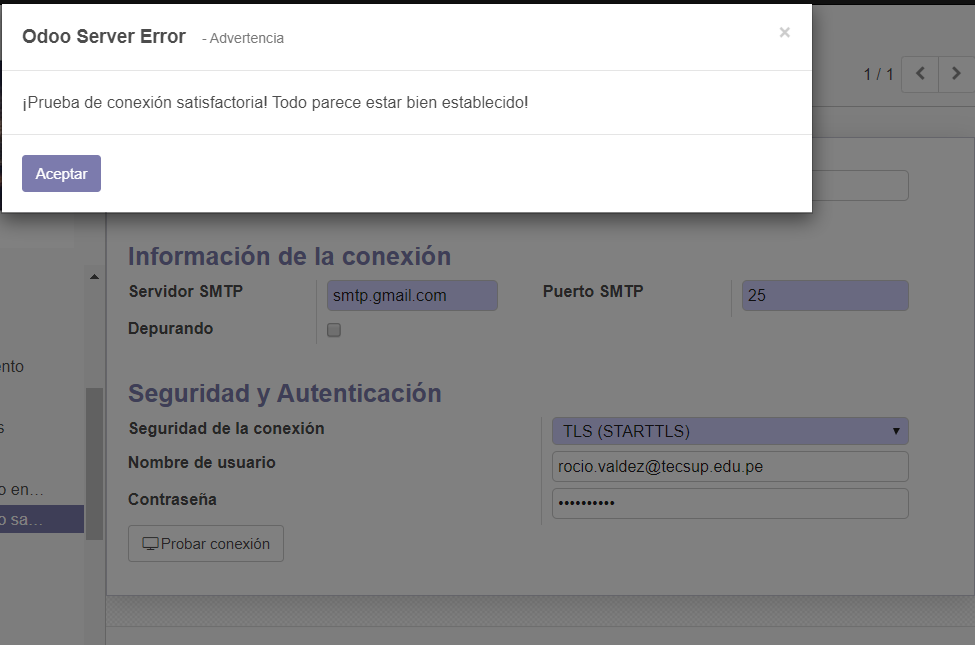 Odoo Server Error - Advertencia ×
¡Prueba de conexión satisfactoria! Todo parece estar bien establecido!
Aceptar
1 / 1
Información de la conexión
Servidor SMTP smtp.gmail.com Puerto SMTP 25
Depurando
Seguridad y Autenticación
Seguridad de la conexión TLS (STARTTLS)
Nombre de usuario rocio.valdez@tecsup.edu.pe
Contraseña ••••••••••
Probar conexión
nto
s
o en...
o sa...